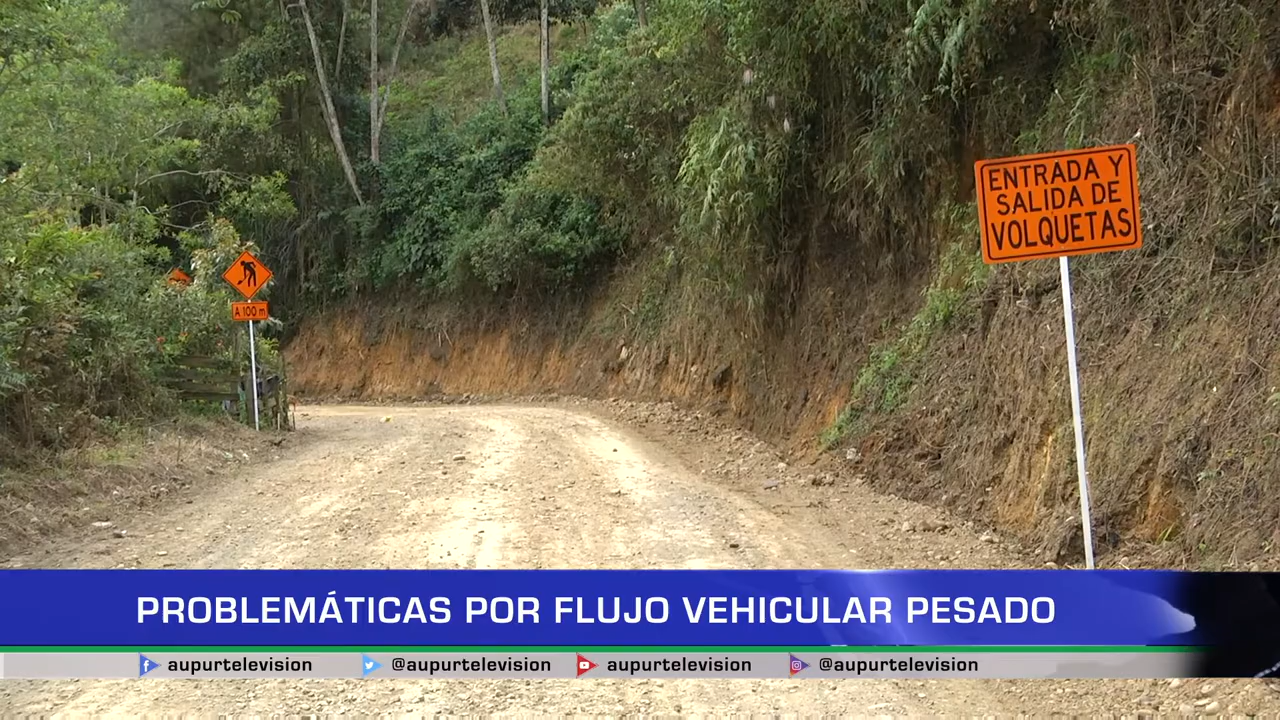 ENTRADA Y
SALIDA DE
VOLQUETAS
A 100 m
PROBLEMÁTICAS POR FLUJO VEHICULAR PESADO
aupurtelevision @aupurtelevision aupurtelevision @aupurtelevision